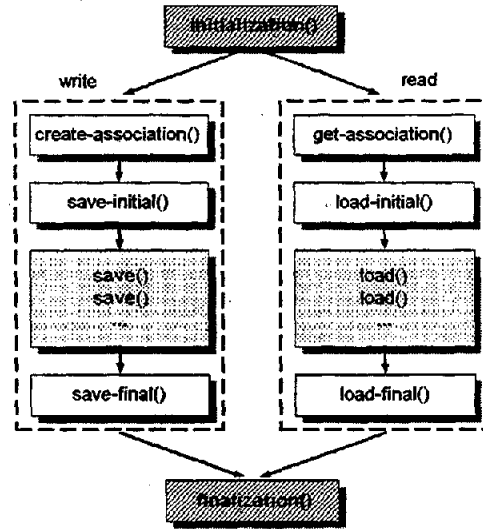 initialization()
write
create-association()
save-initial()
save()
save()
...
save-final()
read
get-association()
load-initial()
load()
load()
...
load-final()
finalization()